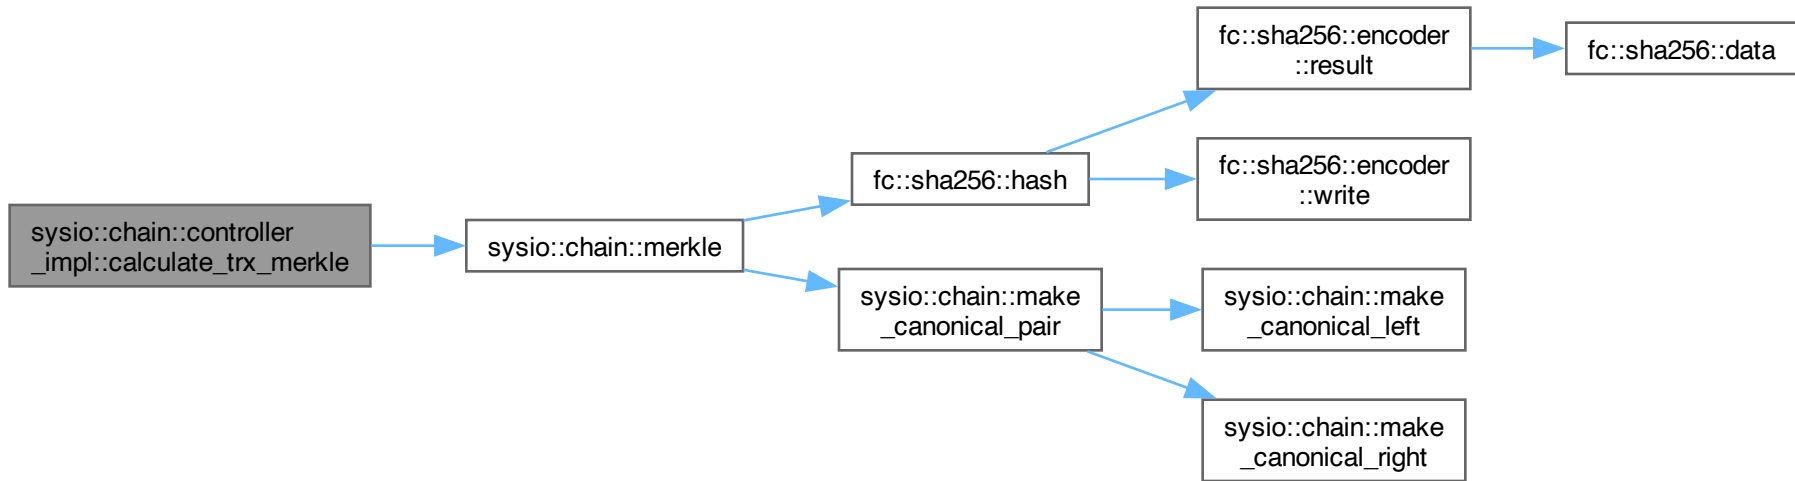 sysio::chain::controller
_impl::calculate_trx_merkle
sysio::chain::merkle
fc::sha256::hash
sysio::chain::make
_canonical_pair
fc::sha256::encoder
::result
fc::sha256::encoder
::write
sysio::chain::make
_canonical_left
sysio::chain::make
_canonical_right
fc::sha256::data